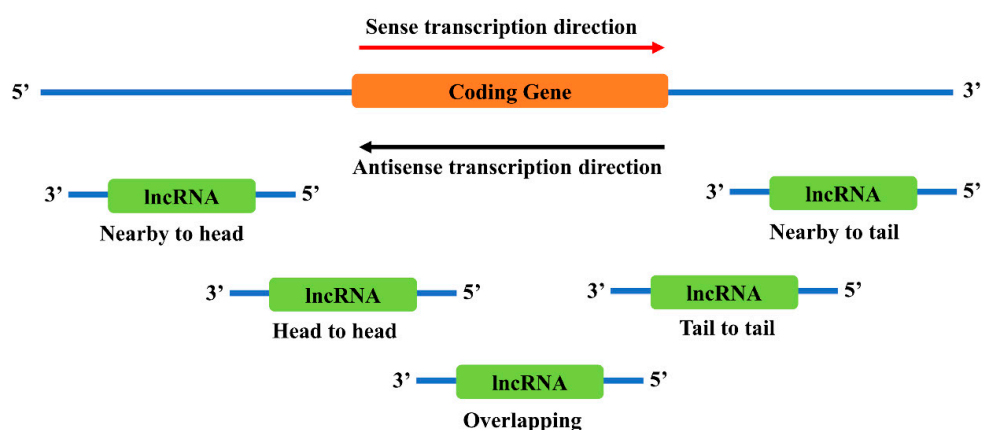 Sense transcription direction
5’ Coding Gene 3’
Antisense transcription direction
3’ lncRNA 5’
Nearby to head
3’ lncRNA 5’
Nearby to tail
3’ lncRNA 5’
Head to head
3’ lncRNA 5’
Tail to tail
3’ lncRNA 5’
Overlapping